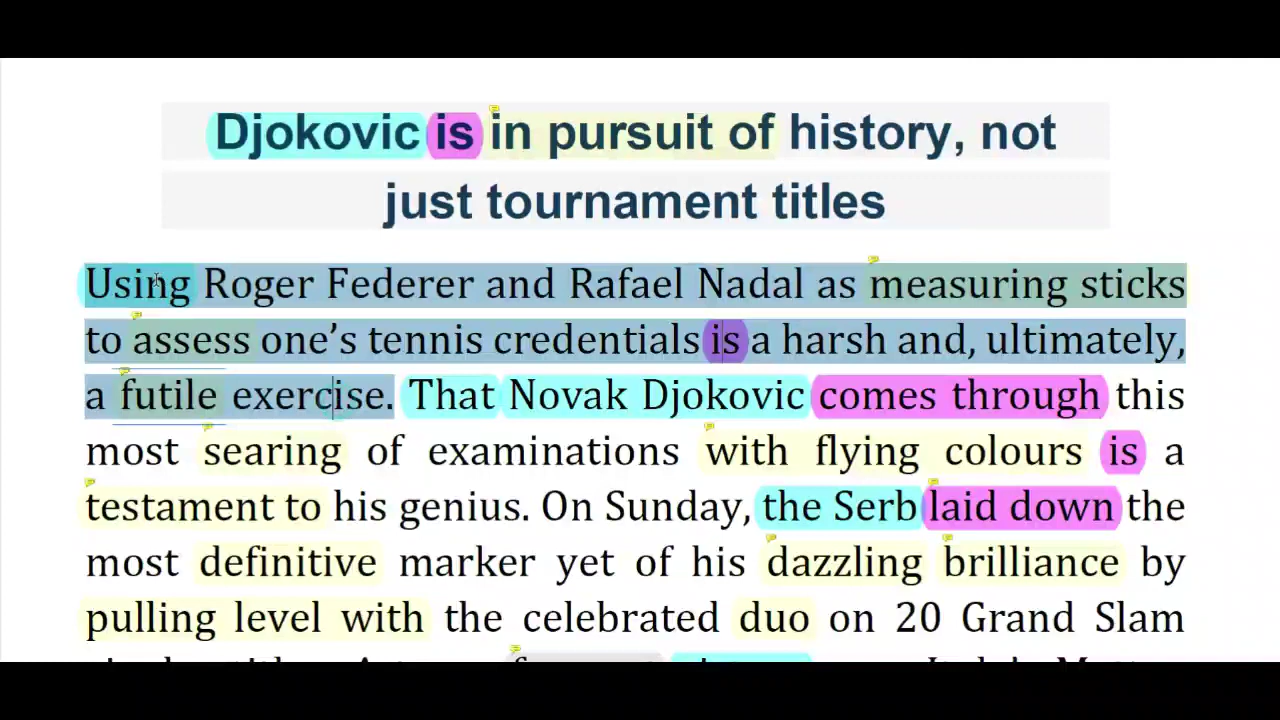 Djokovic is in pursuit of history, not
just tournament titles
Using Roger Federer and Rafael Nadal as measuring sticks
to assess one’s tennis credentials is a harsh and, ultimately,
a futile exercise. That Novak Djokovic comes through this
most searing of examinations with flying colours is a
testament to his genius. On Sunday, the Serb laid down the
most definitive marker yet of his dazzling brilliance by
pulling level with the celebrated duo on 20 Grand Slam